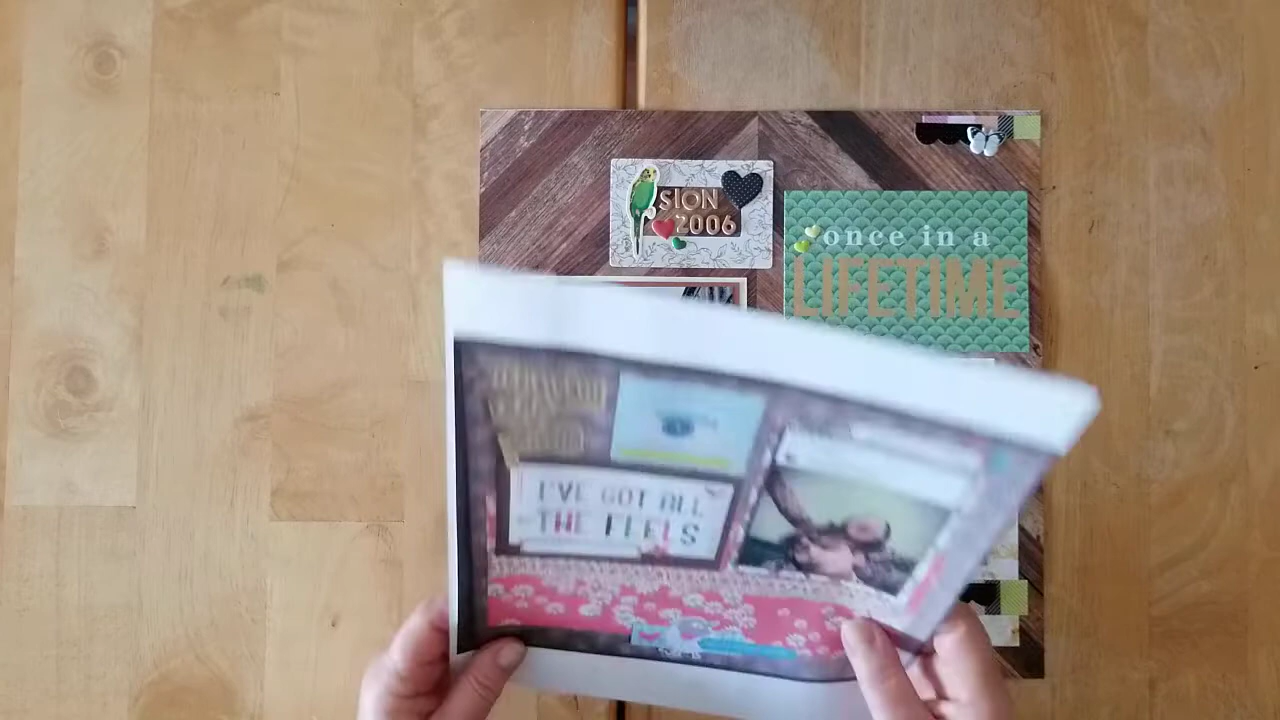 SION
2006
once in a
LIFETIME
I'VE GOT ALL
THE FEELS